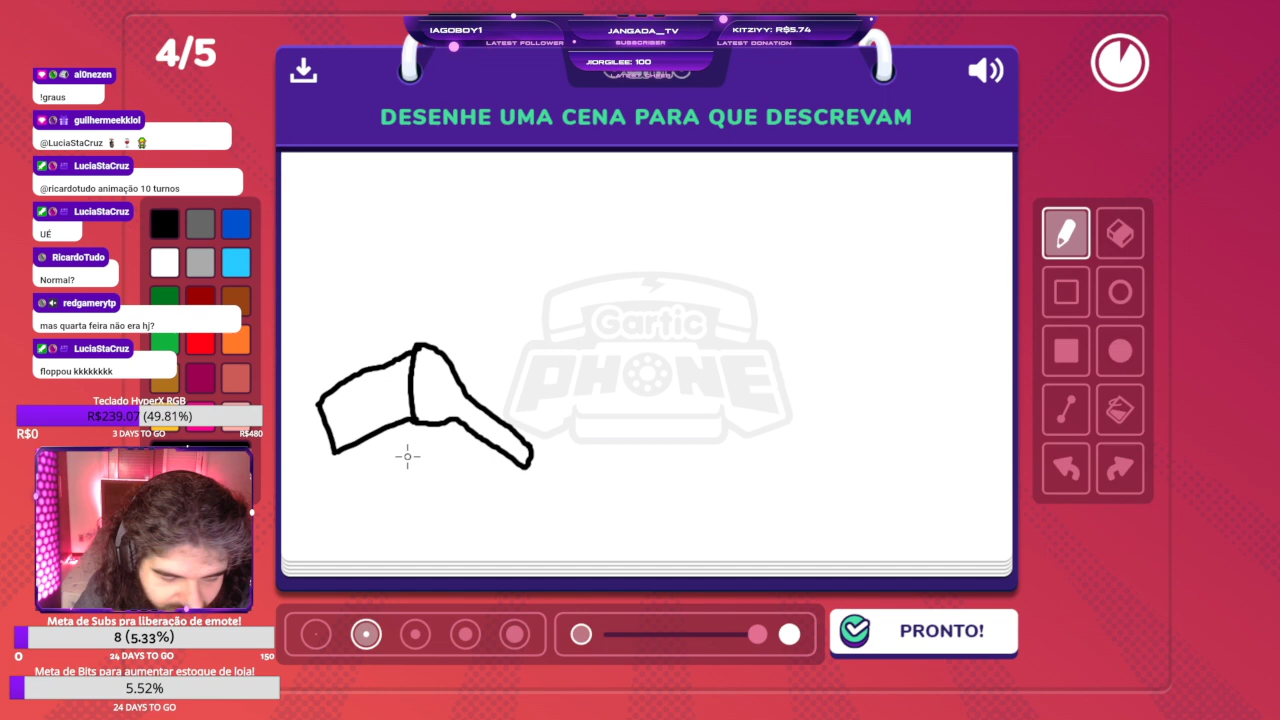 IAGOBOY1
LATEST FOLLOWER
JANGADA_TV
SUBSCRIBER
KITZIYY: R$5.74
LATEST DONATION
JIORGILEE: 100
4/5
DESENHE UMA CENA PARA QUE DESCREVAM
al0nezen
!graus
guilhermeekklol
@LuciaStaCruz
LuciaStaCruz
@ricardotudo animação 10 turnos
LuciaStaCruz
UÉ
RicardoTudo
Normal?
redgamerytp
mas quarta feira não era hj?
LuciaStaCruz
floppou kkkkkkkk
Gartic
PHONE
Teclado HyperX RGB
R$239.07 (49.81%)
R$0 3 DAYS TO GO R$480
Meta de Subs pra liberação de emote!
8 (5.33%)
0 24 DAYS TO GO 150
Meta de Bits para aumentar estoque de loja!
5.52%
24 DAYS TO GO
PRONTO!